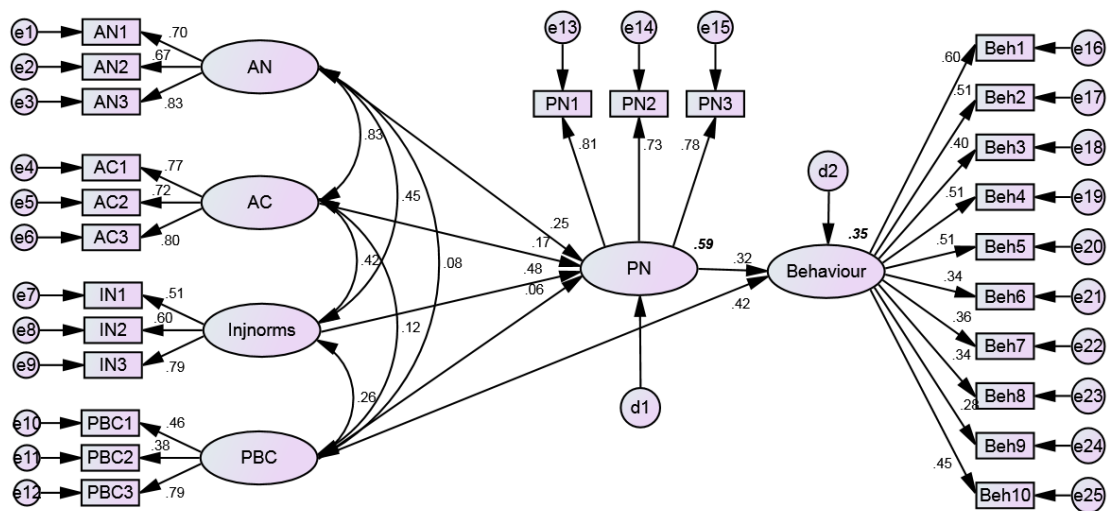 e1 AN1 .70
e2 AN2 .67 AN
e3 AN3 .83
e4 AC1 .77
e5 AC2 .72 AC
e6 AC3 .80
e7 IN1 .51
e8 IN2 .60 Injnorms
e9 IN3 .79
e10 PBC1 .46
e11 PBC2 .38 PBC
e12 PBC3 .79
.83
.45
.42
.08
.12
.26
.25
.17
.48
.06
e13 e14 e15
PN1 PN2 PN3
.81 .73 .78
PN .59
d1
.32
.42
d2
Behaviour .35
.60 Beh1 e16
.51 Beh2 e17
.40 Beh3 e18
.51 Beh4 e19
.51 Beh5 e20
.34 Beh6 e21
.36 Beh7 e22
.34 Beh8 e23
.28 Beh9 e24
.45 Beh10 e25